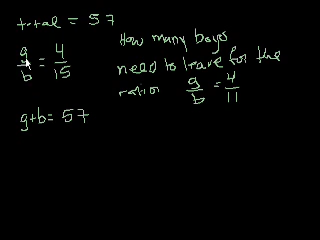 total = 57
g/b = 4/15
g+b = 57
How many boys
need to leave for the
ratio g/b = 4/11